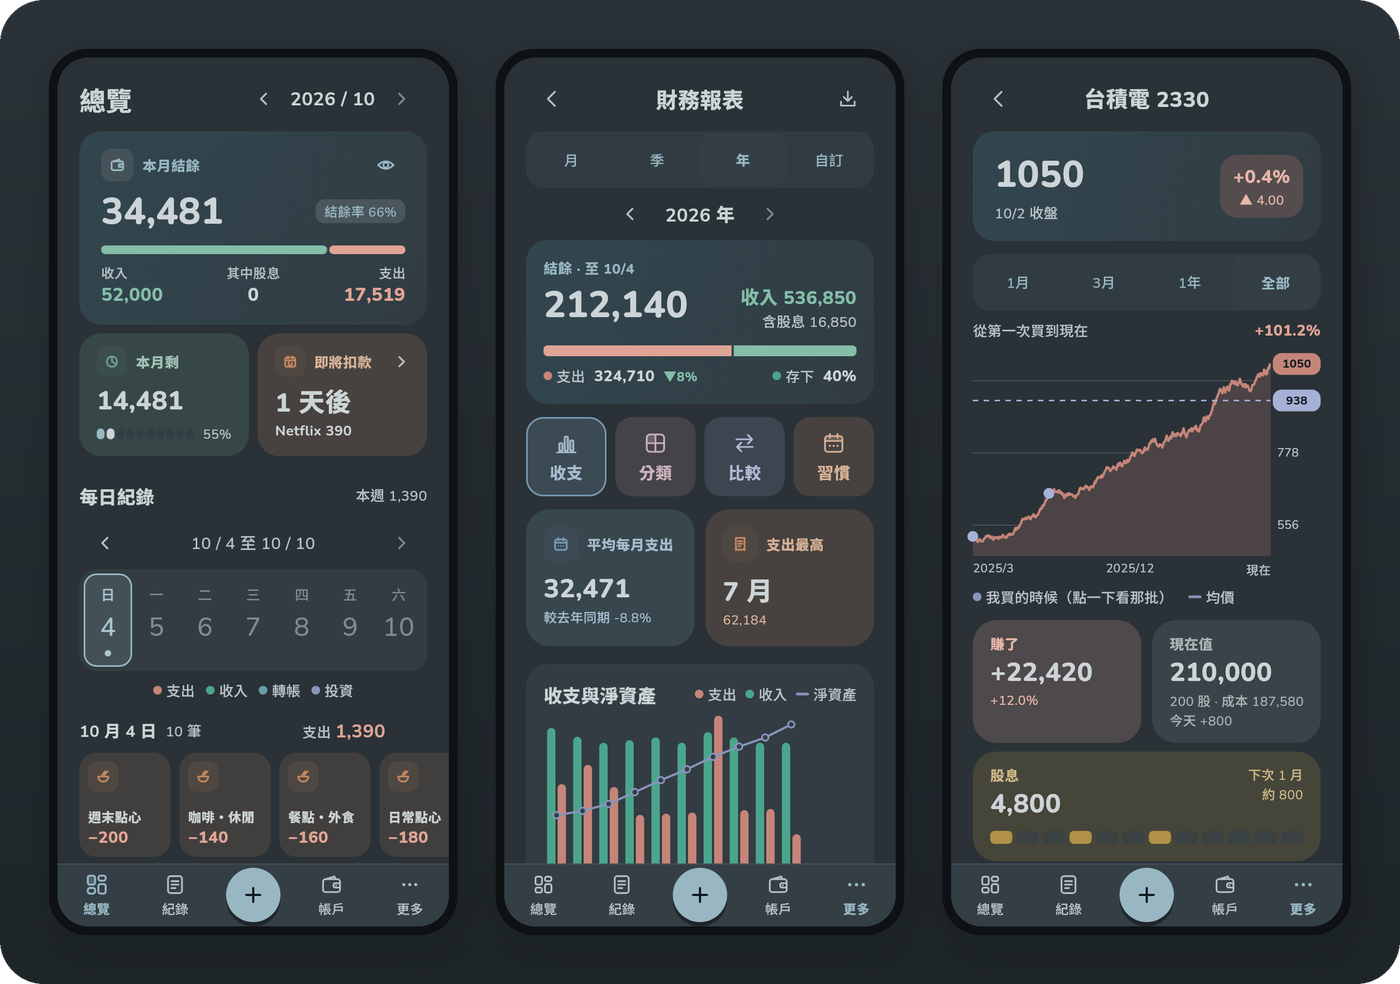 總覽
2026 / 10
本月結餘
34,481
結餘率 66%
收入
其中股息
支出
52,000
0
17,519
本月剩
14,481
55%
即將扣款
1 天後
Netflix 390
每日紀錄
本週 1,390
10 / 4 至 10 / 10
日 一 二 三 四 五 六
4 5 6 7 8 9 10
支出 收入 轉帳 投資
10 月 4 日 10 筆
支出 1,390
週末點心
−200
咖啡・休閒
−140
餐點・外食
−160
日常點心
−180
總覽
紀錄
+
帳戶
更多
財務報表
月 季 年 自訂
2026 年
結餘 · 至 10/4
212,140
收入 536,850
含股息 16,850
支出 324,710 ▼8%
存下 40%
收支
分類
比較
習慣
平均每月支出
32,471
較去年同期 -8.8%
支出最高
7 月
62,184
收支與淨資產
支出 收入 淨資產
總覽
紀錄
+
帳戶
更多
台積電 2330
1050
10/2 收盤
+0.4%
▲ 4.00
1月 3月 1年 全部
從第一次買到現在
+101.2%
1050
938
778
556
2025/3
2025/12
現在
我買的時候（點一下看那批） 均價
賺了
+22,420
+12.0%
現在值
210,000
200 股 · 成本 187,580
今天 +800
股息
4,800
下次 1 月
約 800
總覽
紀錄
+
帳戶
更多